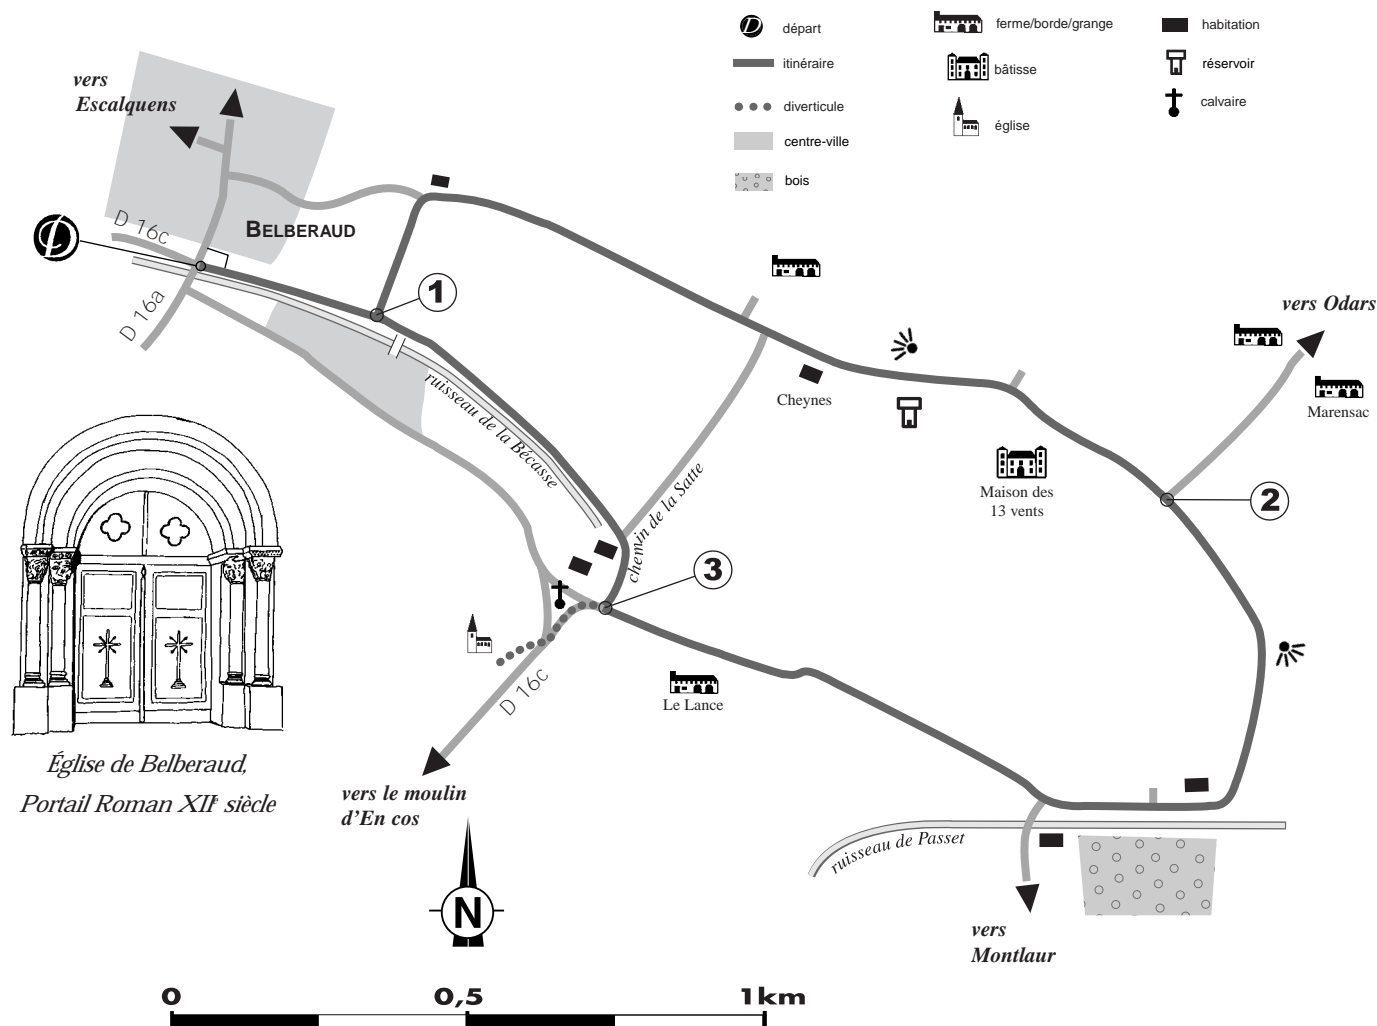 départ
itinéraire
diverticule
centre-ville
bois
ferme/borde/grange
bâtisse
église
habitation
réservoir
calvaire
vers
Escalquens
D 16c
BELBERAUD
D 16a
1
ruisseau de la Bécasse
Cheynes
chemin de la Satte
Maison des
13 vents
vers Odars
Marensac
2
3
Le Lance
D 16c
vers le moulin
d'En cos
Église de Belberaud,
Portail Roman XIIe siècle
ruisseau de Passet
vers
Montlaur
N
0 0,5 1km